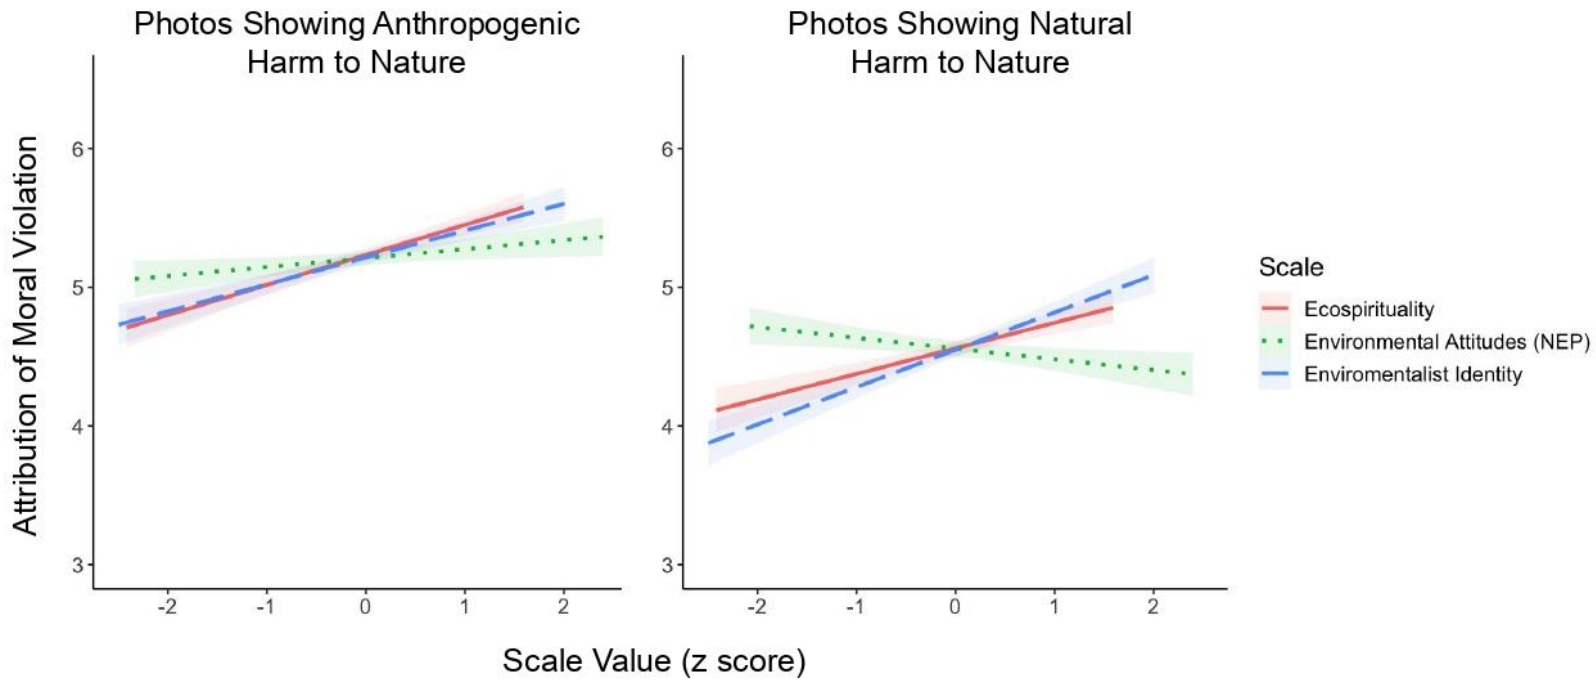 Photos Showing Anthropogenic
Harm to Nature
Photos Showing Natural
Harm to Nature
Attribution of Moral Violation
6
5
4
3
-2 -1 0 1 2
6
5
4
3
-2 -1 0 1 2
Scale Value (z score)
Scale
Ecospirituality
Environmental Attitudes (NEP)
Enviromentalist Identity